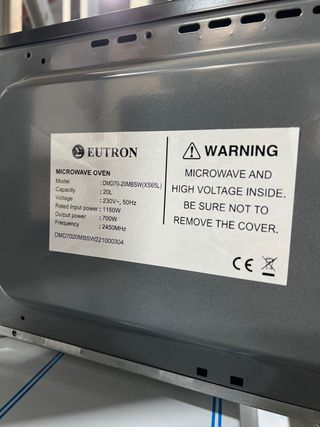 EUTRON
MICROWAVE OVEN
Model : DMD70-20MBSW(XS65L)
Capacity : 20L
Voltage : 230V~, 50Hz
Rated Input power : 1150W
Output power : 700W
Frequency : 2450MHz
DMD7020MBSW221000304
WARNING
MICROWAVE AND
HIGH VOLTAGE INSIDE.
BE SURE NOT TO
REMOVE THE COVER.
CE